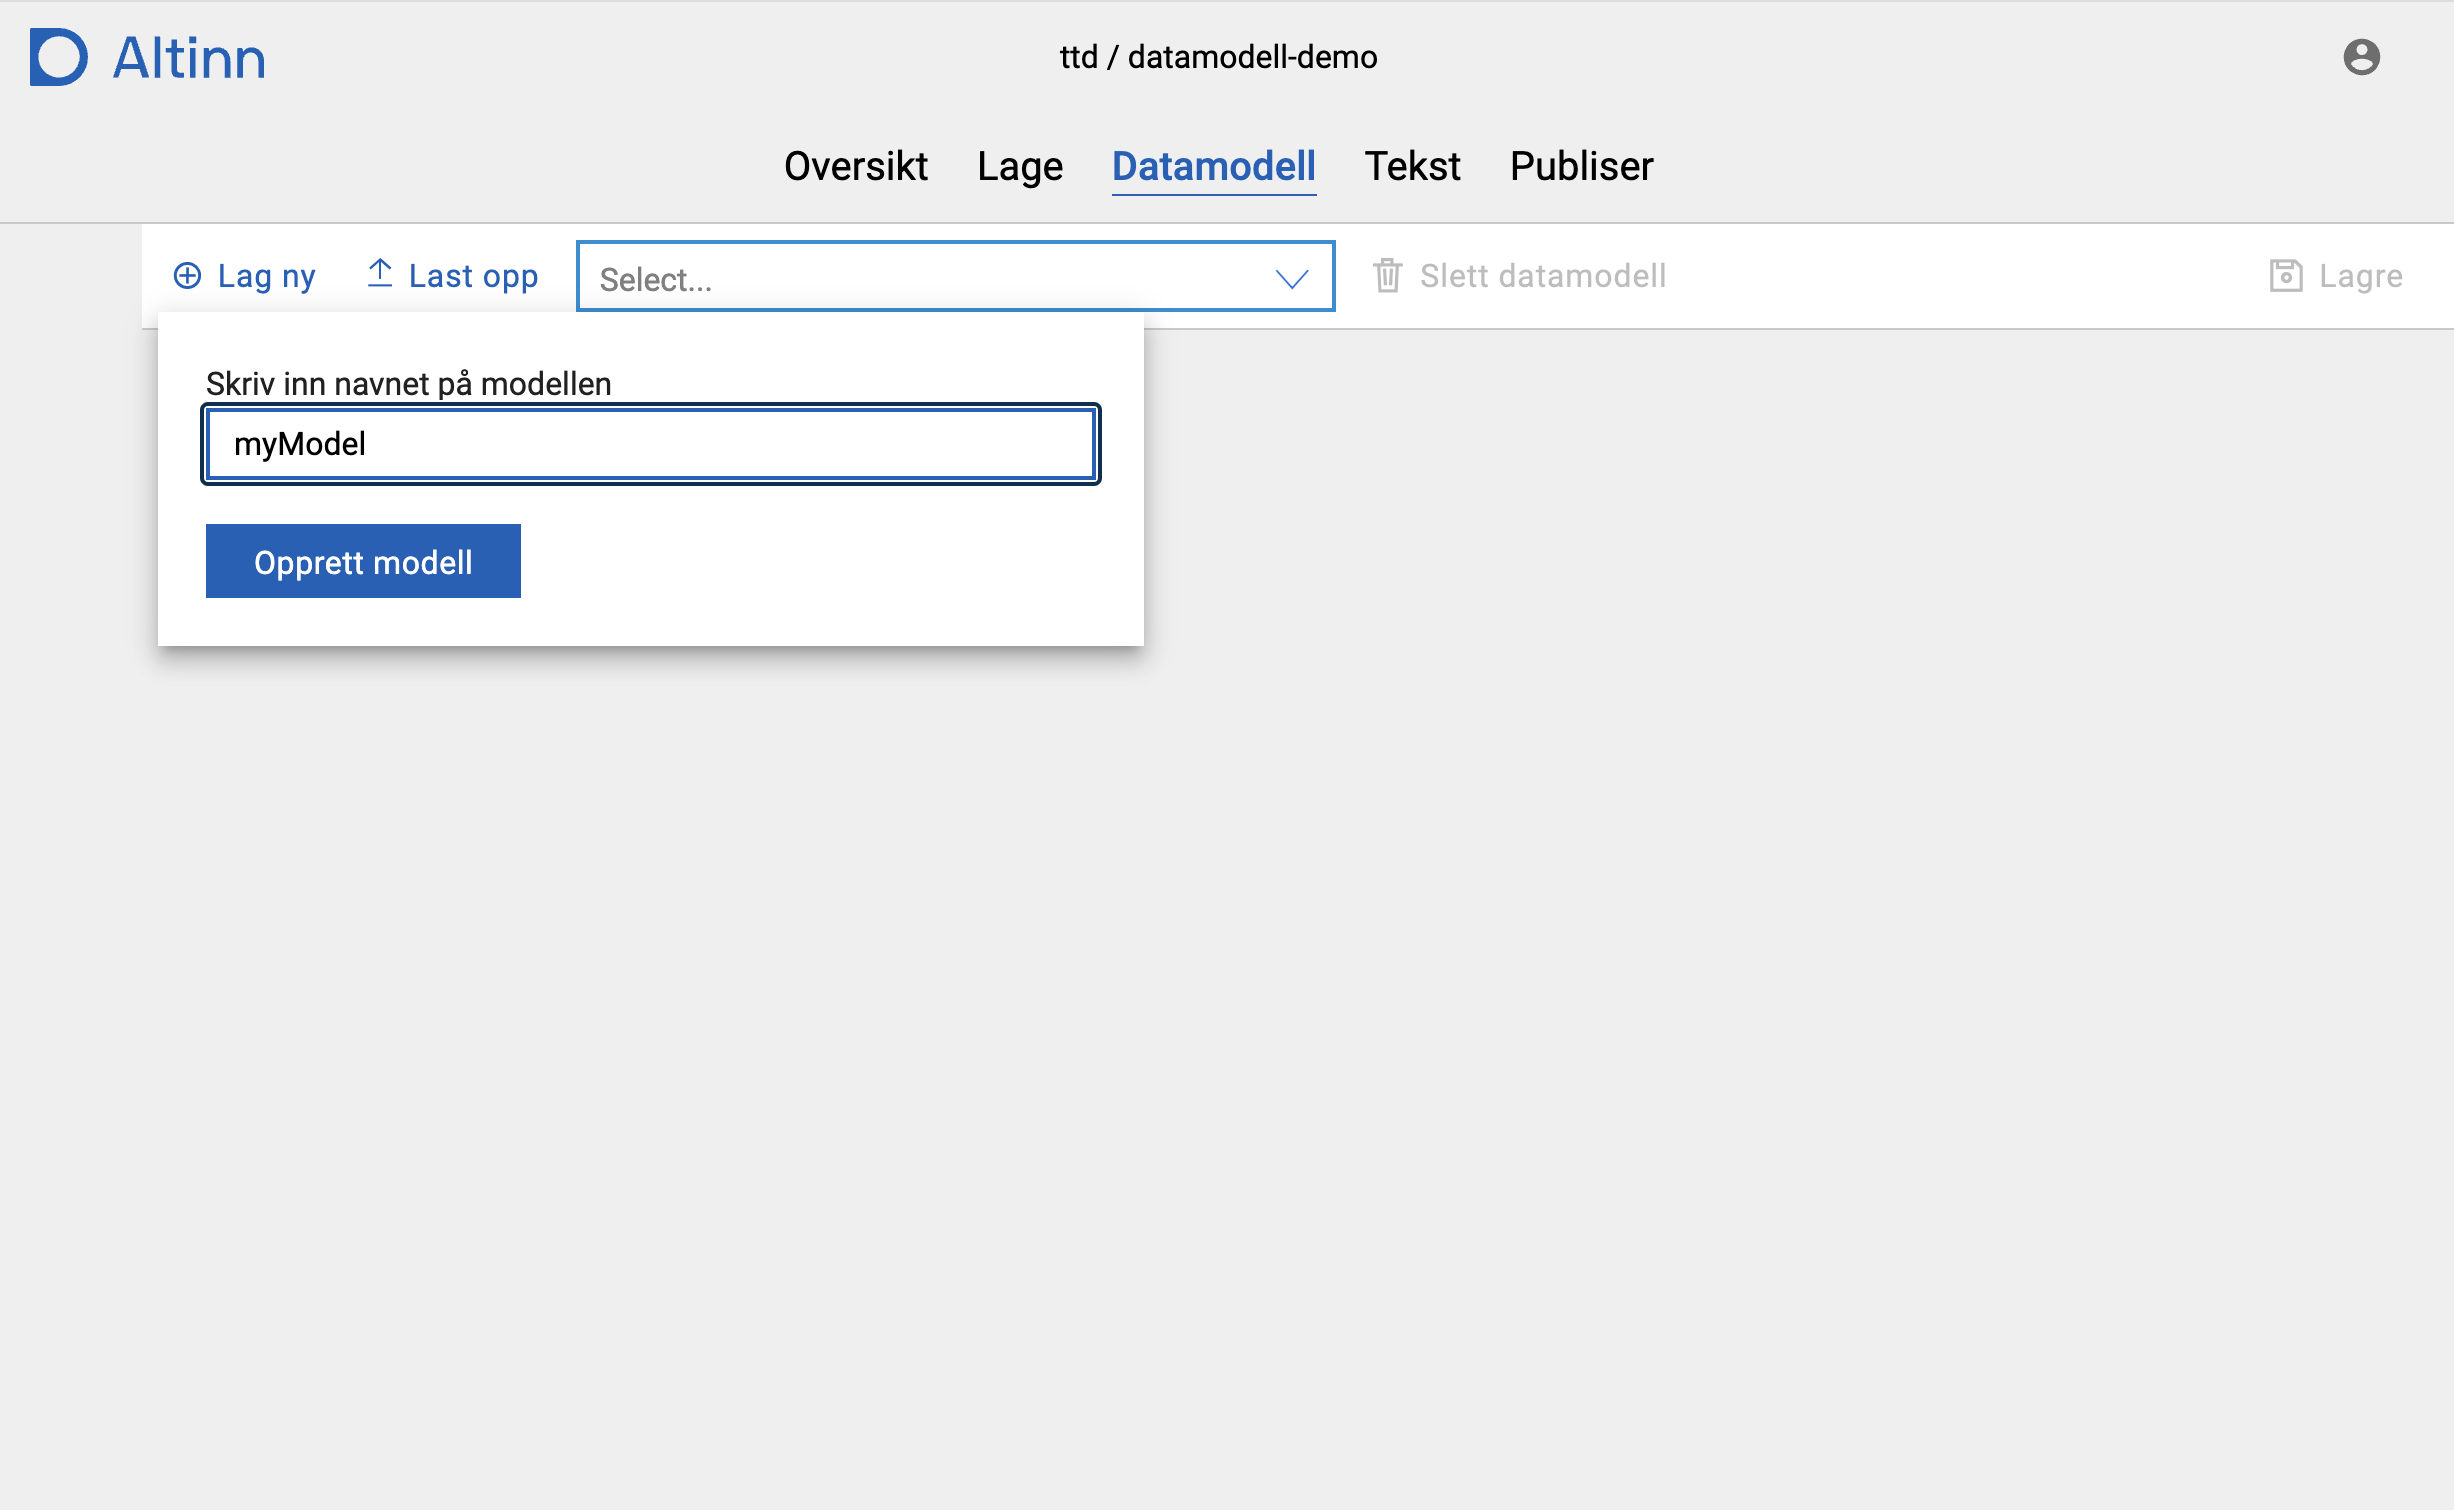 Altinn
ttd / datamodell-demo
Oversikt Lage Datamodell Tekst Publiser
Lag ny Last opp Select... Slett datamodell Lagre
Skriv inn navnet på modellen
myModel
Opprett modell